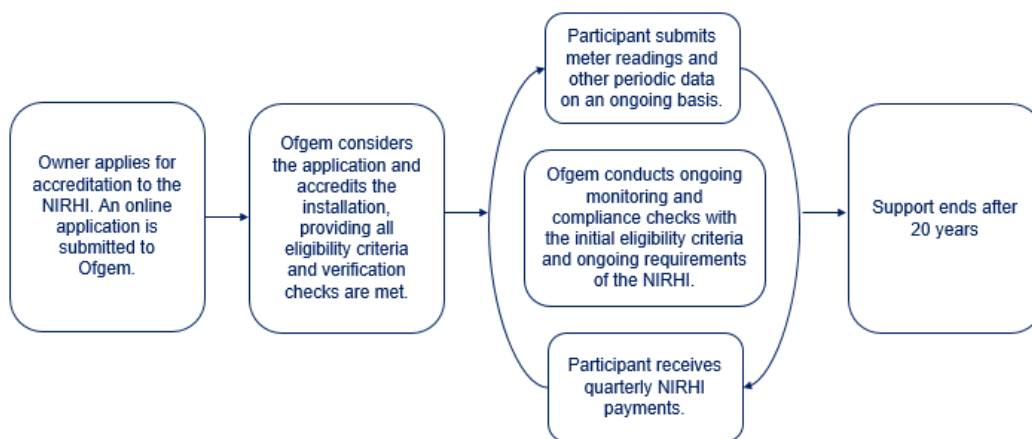 Owner applies for
accreditation to the
NIRHI. An online
application is
submitted to
Ofgem.
Ofgem considers
the application and
accredits the
installation,
providing all
eligibility criteria
and verification
checks are met.
Participant submits
meter readings and
other periodic data
on an ongoing basis.
Ofgem conducts ongoing
monitoring and
compliance checks with
the initial eligibility criteria
and ongoing requirements
of the NIRHI.
Participant receives
quarterly NIRHI
payments.
Support ends after
20 years